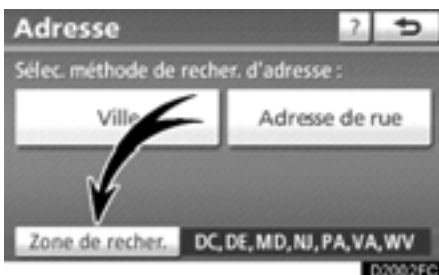 Adresse ?
Sélec. méthode de recher. d'adresse :
Ville Adresse de rue
Zone de recher. DC, DE, MD, NJ, PA, VA, WV
D2002FG